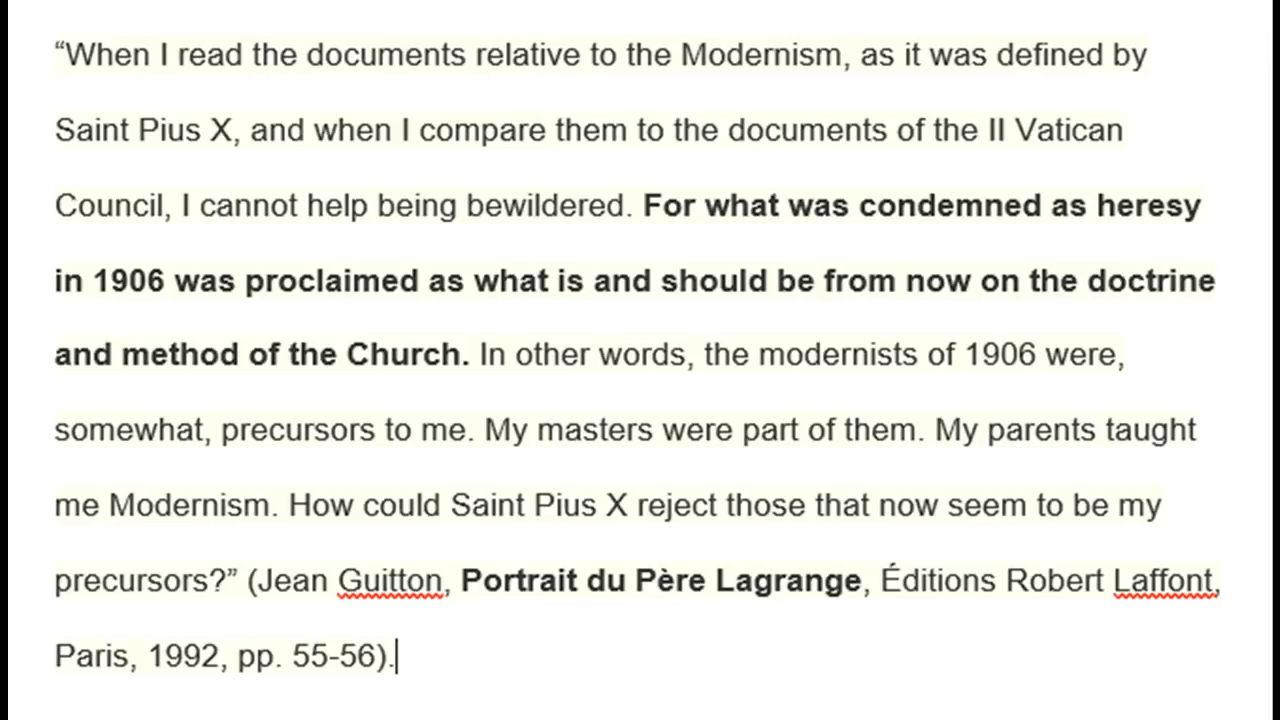 “When I read the documents relative to the Modernism, as it was defined by
Saint Pius X, and when I compare them to the documents of the II Vatican
Council, I cannot help being bewildered. For what was condemned as heresy
in 1906 was proclaimed as what is and should be from now on the doctrine
and method of the Church. In other words, the modernists of 1906 were,
somewhat, precursors to me. My masters were part of them. My parents taught
me Modernism. How could Saint Pius X reject those that now seem to be my
precursors?” (Jean Guitton, Portrait du Père Lagrange, Éditions Robert Laffont,
Paris, 1992, pp. 55-56).